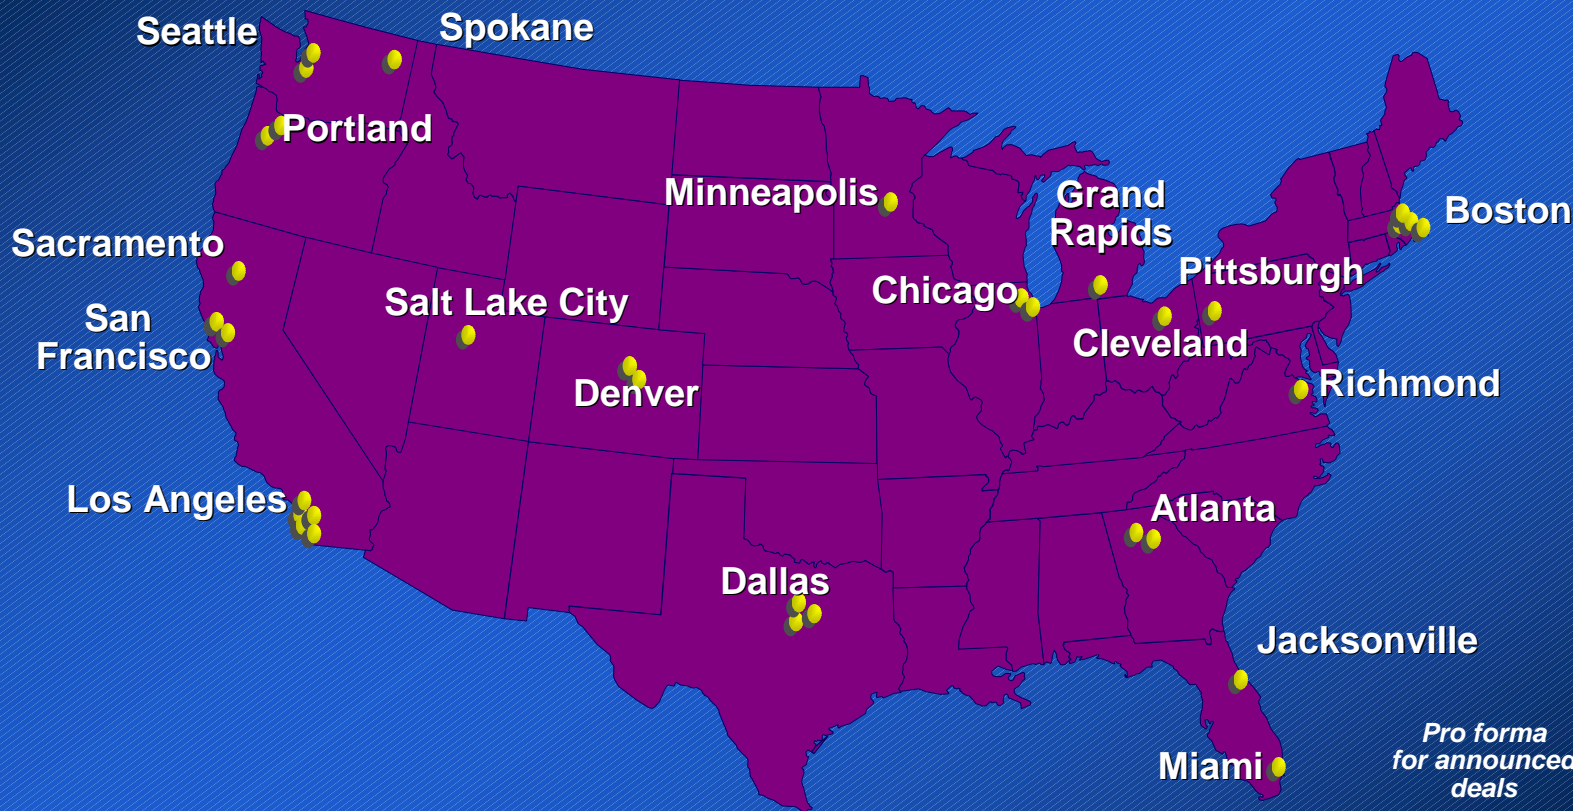 Seattle
Spokane
Portland
Minneapolis
Grand
Rapids
Boston
Sacramento
Salt Lake City
Chicago
Pittsburgh
San
Francisco
Cleveland
Denver
Richmond
Los Angeles
Atlanta
Dallas
Jacksonville
Miami
Pro forma
for announced
deals